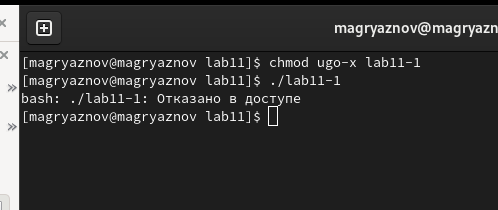 magryaznov@magryazn
[magryaznov@magryaznov lab11]$ chmod ugo-x lab11-1
[magryaznov@magryaznov lab11]$ ./lab11-1
bash: ./lab11-1: Отказано в доступе
[magryaznov@magryaznov lab11]$